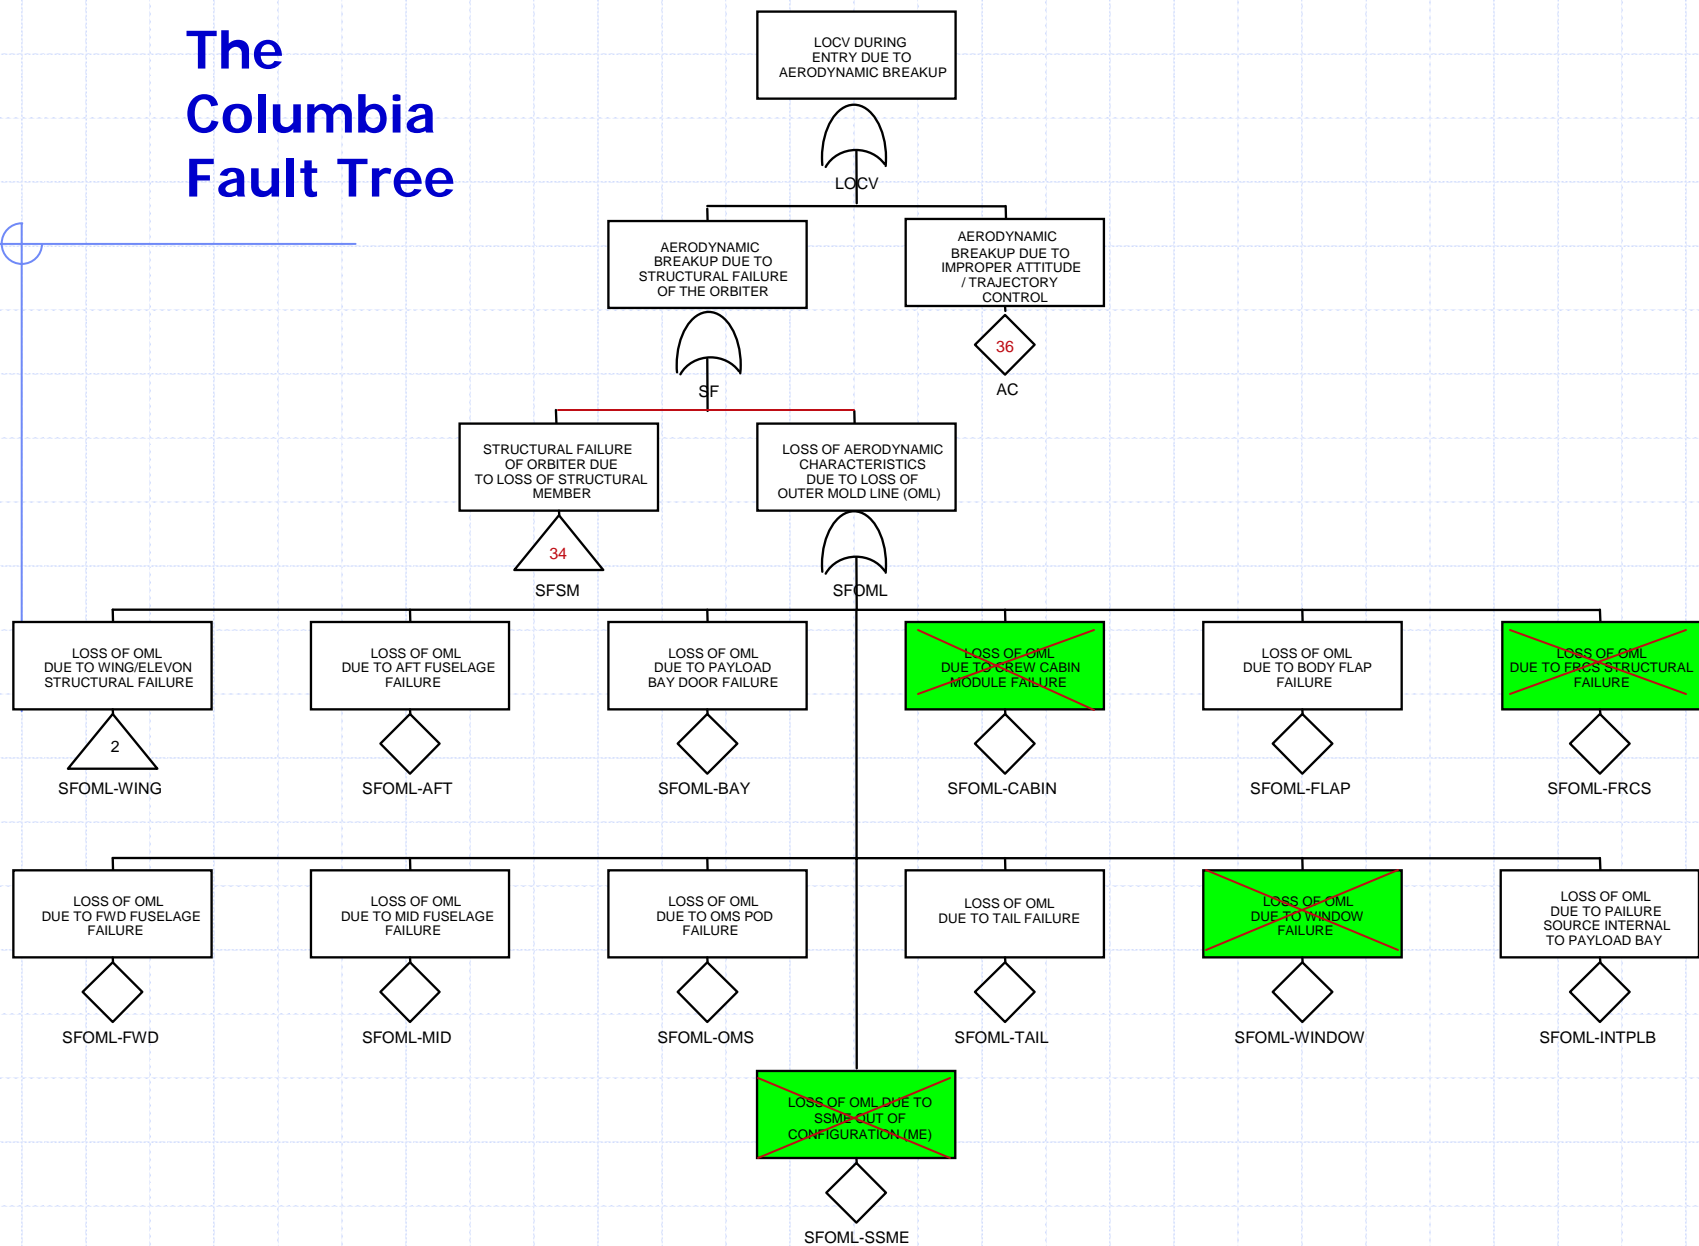 The
Columbia
Fault Tree
LOCV DURING
ENTRY DUE TO
AERODYNAMIC BREAKUP
LOCV
AERODYNAMIC
BREAKUP DUE TO
STRUCTURAL FAILURE
OF THE ORBITER
SF
AERODYNAMIC
BREAKUP DUE TO
IMPROPER ATTITUDE
/ TRAJECTORY
CONTROL
36
AC
STRUCTURAL FAILURE
OF ORBITER DUE
TO LOSS OF STRUCTURAL
MEMBER
34
SFSM
LOSS OF AERODYNAMIC
CHARACTERISTICS
DUE TO LOSS OF
OUTER MOLD LINE (OML)
SFOML
LOSS OF OML
DUE TO WING/ELEVON
STRUCTURAL FAILURE
2
SFOML-WING
LOSS OF OML
DUE TO AFT FUSELAGE
FAILURE
SFOML-AFT
LOSS OF OML
DUE TO PAYLOAD
BAY DOOR FAILURE
SFOML-BAY
LOSS OF OML
DUE TO CREW CABIN
MODULE FAILURE
SFOML-CABIN
LOSS OF OML
DUE TO BODY FLAP
FAILURE
SFOML-FLAP
LOSS OF OML
DUE TO FRCS STRUCTURAL
FAILURE
SFOML-FRCS
LOSS OF OML
DUE TO FWD FUSELAGE
FAILURE
SFOML-FWD
LOSS OF OML
DUE TO MID FUSELAGE
FAILURE
SFOML-MID
LOSS OF OML
DUE TO OMS POD
FAILURE
SFOML-OMS
LOSS OF OML
DUE TO TAIL FAILURE
SFOML-TAIL
LOSS OF OML
DUE TO WINDOW
FAILURE
SFOML-WINDOW
LOSS OF OML
DUE TO PAILURE
SOURCE INTERNAL
TO PAYLOAD BAY
SFOML-INTPLB
LOSS OF OML DUE TO
SSME OUT OF
CONFIGURATION (ME)
SFOML-SSME